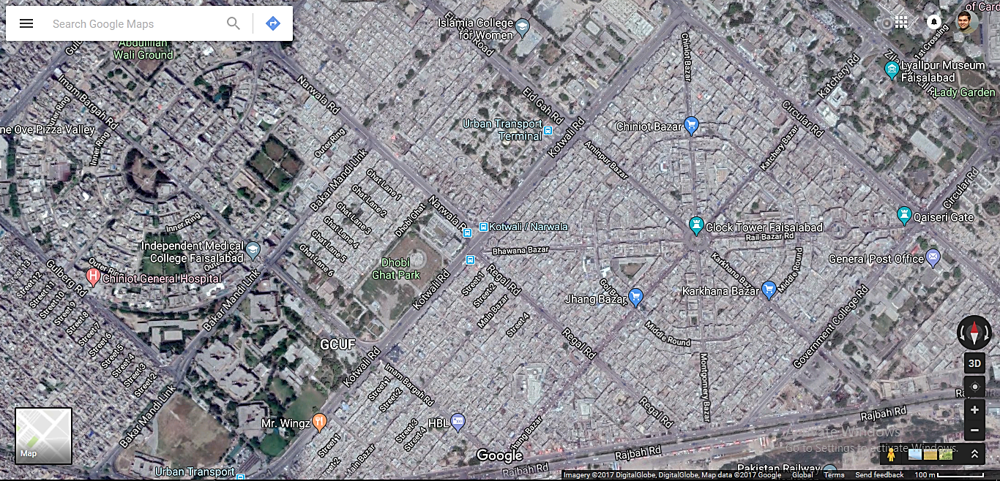 Search Google Maps
Islamia College
for Women
Abdullah
Wali Ground
of Card
1st Crossing
Lyallpur Museum
Faisalabad
Lady Garden
Katchery Rd
Circular Rd
Chiniot Bazar
Eid Gah Rd
Road
Narwala Rd
Imam Bargah Rd
Outer Ring
ne Ove Pizza Valley
Inner Ring
Outer Ring
Urban Transport
Terminal
Kotwali Rd
Chiniot Bazar
Katchery Bazar
Aminpur Bazar
Bakar Mandi Link
Ghat Lane 1
Ghat Lane 2
Ghat Lane 3
Ghat Lane 4
Ghat Lane 5
Ghat Lane 6
Dhobi Ghat
Narwala Rd
Circular Rd
Qaiseri Gate
Inner Ring
Kotwali / Narwala
Clock Tower Faisalabad
Rail Bazar Rd
Independent Medical
College Faisalabad
Bhawana Bazar
General Post Office
Dhobi
Ghat Park
Outer Ring
Gulberg Rd
Chiniot General Hospital
Karkhana Bazar
Middle Round
Karkhana Bazar
Jhang Bazar
Kotwali Rd
Regal Rd
Street 1
Street 2
Main Bazar
Street 4
Bakar Mandi Link
Street 13
Street 12
Street 11
Street 10
Street 9
Street 8
Street 7
Street 6
Street 5
Street 4
Street 3
Street 2
Middle Round
Regal Rd
Government College Rd
GCUF
Kotwali Rd
Imam Bargah Rd
Street 1
Street 2
Montgomery Bazar
3D
Bakar Mandi Link
Mr. Wingz
HBL
Street 3
Street 4
Street 1
Main Bazar
Regal Rd
Rajbah Rd
Map
Activate Windows
Go to Settings to activate Windows.
Google
Rajbah Rd
Rajbah Rd
Urban Transport
Pakistan Railway
Imagery ©2017 DigitalGlobe, DigitalGlobe, Map data ©2017 Google Global Terms Send feedback 100 m